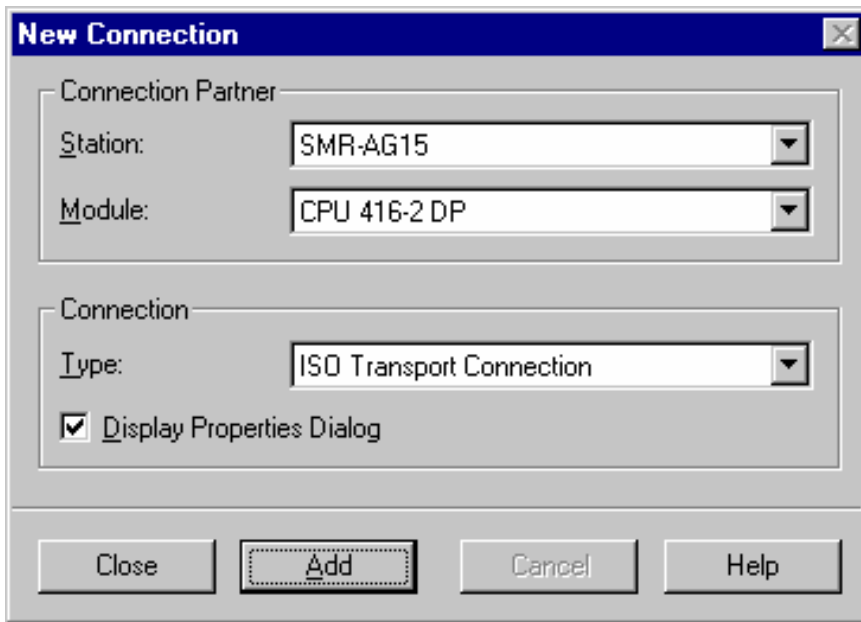 New Connection
Connection Partner
Station: SMR-AG15
Module: CPU 416-2 DP
Connection
Type: ISO Transport Connection
Display Properties Dialog
Close Add Cancel Help